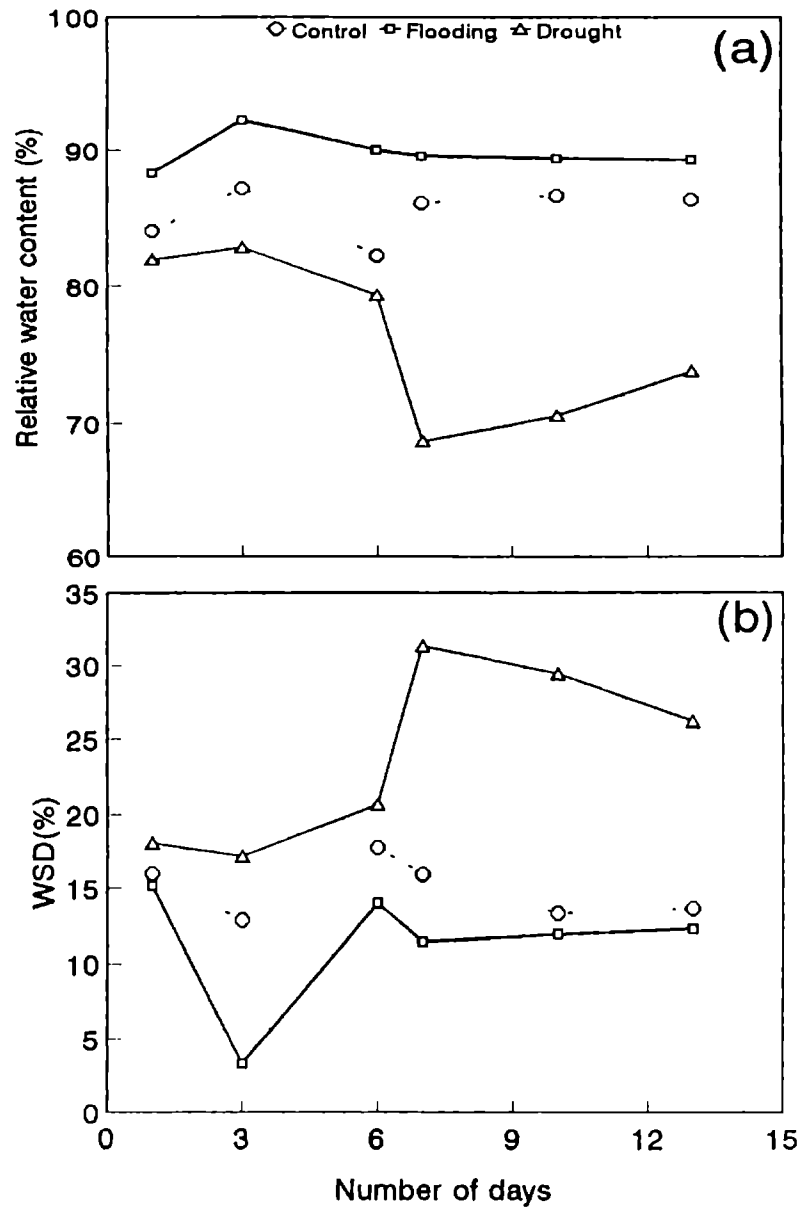 100
○ Control □ Flooding △ Drought
(a)
90
80
70
60
Relative water content (%)
35
(b)
30
25
20
15
10
5
0
WSD(%)
0 3 6 9 12 15
Number of days